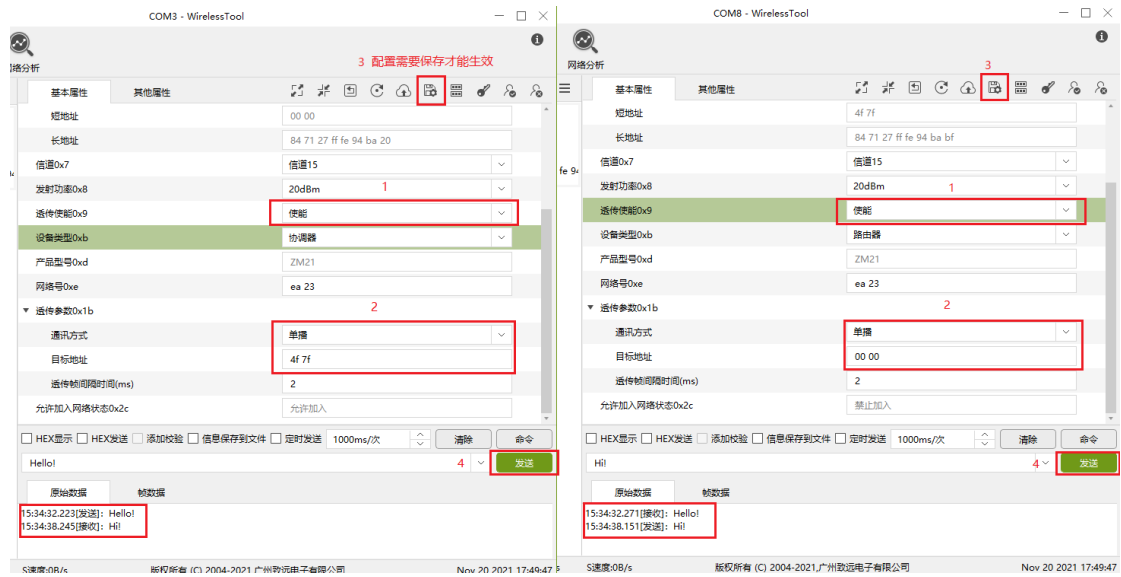 COM3 - WirelessTool
络分析
3 配置需要保存才能生效
基本属性 其他属性
短地址 00 00
长地址 84 71 27 ff fe 94 ba 20
信道0x7 信道15
发射功率0x8 20dBm 1
透传使能0x9 使能
设备类型0xb 协调器
产品型号0xd ZM21
网络号0xe ea 23
透传参数0x1b 2
通讯方式 单播
目标地址 4f 7f
透传帧间隔时间(ms) 2
允许加入网络状态0x2c 允许加入
HEX显示 HEX发送 添加校验 信息保存到文件 定时发送 1000ms/次 清除 命令
Hello! 4 发送
原始数据 帧数据
15:34:32.223[发送]: Hello!
15:34:38.245[接收]: Hi!
S速度:0B/s 版权所有 (C) 2004-2021 广州致远电子有限公司 Nov 20 2021 17:49:47
COM8 - WirelessTool
网络分析
3
基本属性 其他属性
短地址 4f 7f
长地址 84 71 27 ff fe 94 ba bf
fe 94
信道0x7 信道15
发射功率0x8 20dBm 1
透传使能0x9 使能
设备类型0xb 路由器
产品型号0xd ZM21
网络号0xe ea 23
透传参数0x1b 2
通讯方式 单播
目标地址 00 00
透传帧间隔时间(ms) 2
允许加入网络状态0x2c 禁止加入
HEX显示 HEX发送 添加校验 信息保存到文件 定时发送 1000ms/次 清除 命令
Hi! 4 发送
原始数据 帧数据
15:34:32.271[接收]: Hello!
15:34:38.151[发送]: Hi!
S速度:0B/s 版权所有 (C) 2004-2021,广州致远电子有限公司 Nov 20 2021 17:49:47